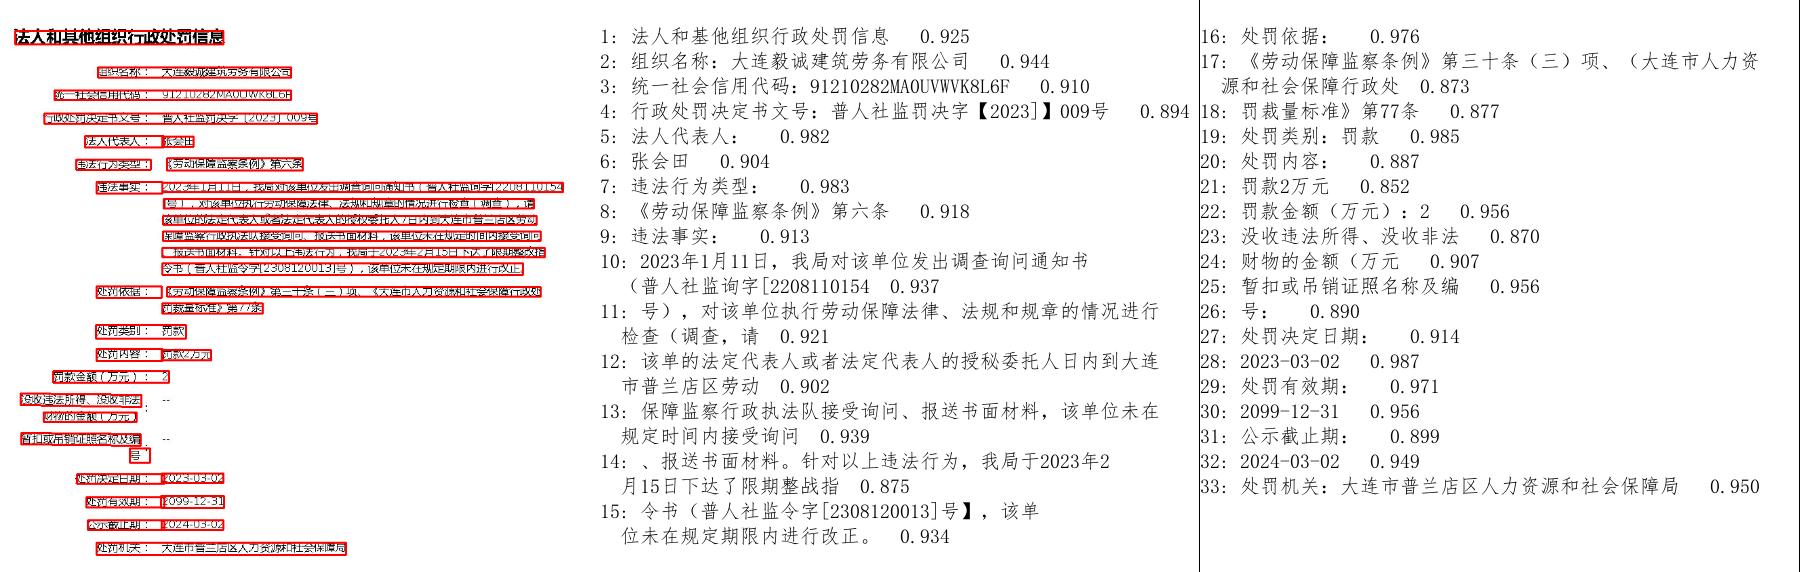 法人和其他组织行政处罚信息
组织名称： 大连毅诚建筑劳务有限公司
统一社会信用代码： 91210282MA0UWVK8L6F
行政处罚决定书文号： 普人社监罚决字〔2023〕009号
法人代表人： 张会田
违法行为类型： 《劳动保障监察条例》第六条
违法事实： 2023年1月11日，我局对该单位发出调查询问通知书（普人社监询字[2208110154
号），对该单位执行劳动保障法律、法规和规章的情况进行检查（调查），请
该单位的法定代表人或者法定代表人的授权委托人7日内到大连市普兰店区劳动
保障监察行政执法队接受询问、报送书面材料，该单位未在规定时间内接受询问
、报送书面材料。针对以上违法行为，我局于2023年2月15日下达了限期整改指
令书（普人社监令字[2308120013]号），该单位未在规定期限内进行改正。
处罚依据： 《劳动保障监察条例》第三十条（三）项、《大连市人力资源和社会保障行政处
罚裁量标准》第77条
处罚类别： 罚款
处罚内容： 罚款2万元
罚款金额（万元）： 2
没收违法所得、没收非法
财物的金额（万元）： --
暂扣或吊销证照名称及编
号： --
处罚决定日期： 2023-03-02
处罚有效期： 2099-12-31
公示截止期： 2024-03-02
处罚机关： 大连市普兰店区人力资源和社会保障局
1: 法人和基他组织行政处罚信息 0.925
2: 组织名称: 大连毅诚建筑劳务有限公司 0.944
3: 统一社会信用代码: 91210282MA0UVWVK8L6F 0.910
4: 行政处罚决定书文号: 普人社监罚决字【2023]】009号 0.894
5: 法人代表人: 0.982
6: 张会田 0.904
7: 违法行为类型: 0.983
8: 《劳动保障监察条例》第六条 0.918
9: 违法事实: 0.913
10: 2023年1月11日，我局对该单位发出调查询问通知书
（普人社监询字[2208110154 0.937
11: 号），对该单位执行劳动保障法律、法规和规章的情况进行
检查（调查，请 0.921
12: 该单的法定代表人或者法定代表人的授秘委托人日内到大连
市普兰店区劳动 0.902
13: 保障监察行政执法队接受询问、报送书面材料，该单位未在
规定时间内接受询问 0.939
14: 、报送书面材料。针对以上违法行为，我局于2023年2
月15日下达了限期整战指 0.875
15: 令书（普人社监令字[2308120013]号】，该单
位未在规定期限内进行改正。 0.934
16: 处罚依据: 0.976
17: 《劳动保障监察条例》第三十条（三）项、（大连市人力资
源和社会保障行政处 0.873
18: 罚裁量标准》第77条 0.877
19: 处罚类别: 罚款 0.985
20: 处罚内容: 0.887
21: 罚款2万元 0.852
22: 罚款金额（万元）: 2 0.956
23: 没收违法所得、没收非法 0.870
24: 财物的金额（万元 0.907
25: 暂扣或吊销证照名称及编 0.956
26: 号: 0.890
27: 处罚决定日期: 0.914
28: 2023-03-02 0.987
29: 处罚有效期: 0.971
30: 2099-12-31 0.956
31: 公示截止期: 0.899
32: 2024-03-02 0.949
33: 处罚机关: 大连市普兰店区人力资源和社会保障局 0.950